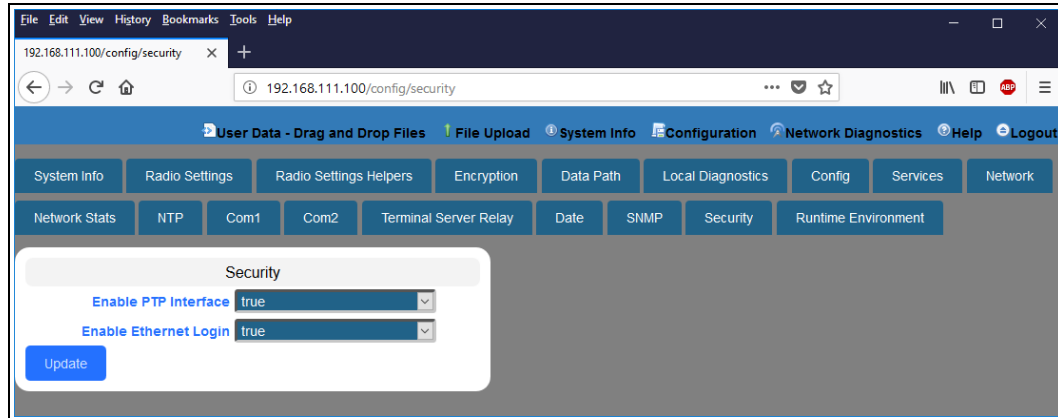 File Edit View History Bookmarks Tools Help
192.168.111.100/config/security
192.168.111.100/config/security
ABP
User Data - Drag and Drop Files File Upload System Info Configuration Network Diagnostics Help Logout
System Info Radio Settings Radio Settings Helpers Encryption Data Path Local Diagnostics Config Services Network
Network Stats NTP Com1 Com2 Terminal Server Relay Date SNMP Security Runtime Environment
Security
Enable PTP Interface true
Enable Ethernet Login true
Update